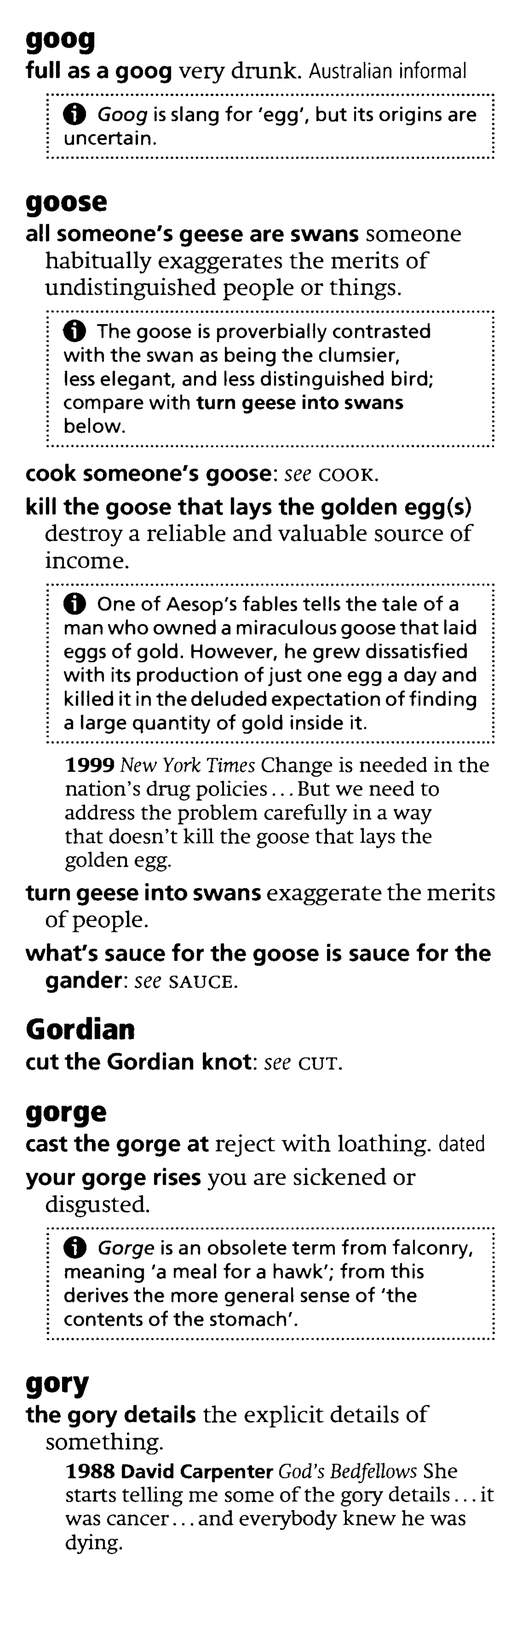 goog
full as a goog very drunk. Australian informal
Goog is slang for ‘egg’, but its origins are
uncertain.
goose
all someone’s geese are swans someone
habitually exaggerates the merits of
undistinguished people or things.
The goose is proverbially contrasted
with the swan as being the clumsier,
less elegant, and less distinguished bird;
compare with turn geese into swans
below.
cook someone’s goose: see COOK.
kill the goose that lays the golden egg(s)
destroy a reliable and valuable source of
income.
One of Aesop’s fables tells the tale of a
man who owned a miraculous goose that laid
eggs of gold. However, he grew dissatisfied
with its production of just one egg a day and
killed it in the deluded expectation of finding
a large quantity of gold inside it.
1999 New York Times Change is needed in the
nation’s drug policies...But we need to
address the problem carefully in a way
that doesn’t kill the goose that lays the
golden egg.
turn geese into swans exaggerate the merits
of people.
what’s sauce for the goose is sauce for the
gander: see SAUCE.
Gordian
cut the Gordian knot: see CUT.
gorge
cast the gorge at reject with loathing. dated
your gorge rises you are sickened or
disgusted.
Gorge is an obsolete term from falconry,
meaning ‘a meal for a hawk’; from this
derives the more general sense of ‘the
contents of the stomach’.
gory
the gory details the explicit details of
something.
1988 David Carpenter God’s Bedfellows She
starts telling me some of the gory details...it
was cancer...and everybody knew he was
dying.